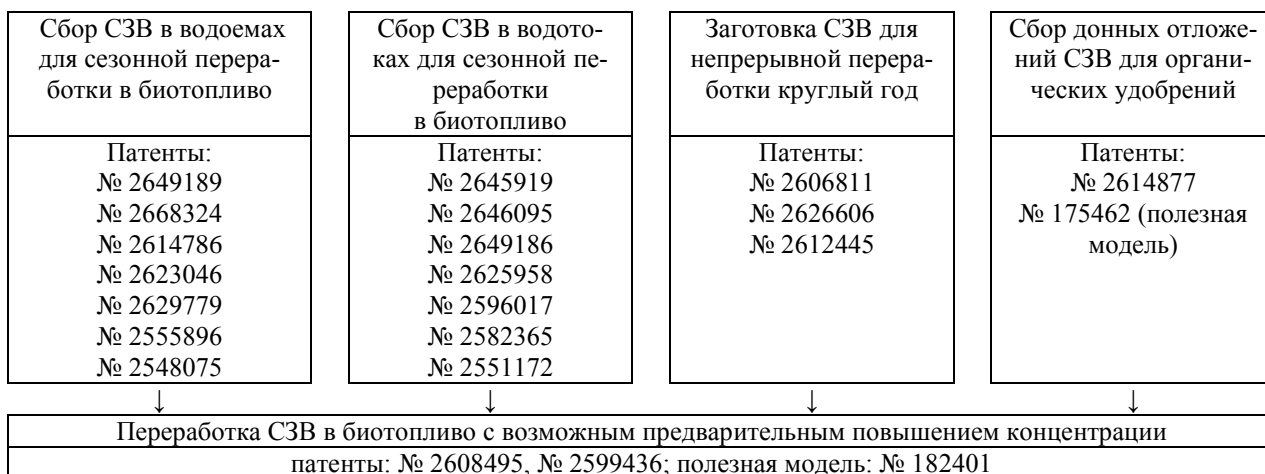 Сбор СЗВ в водоемах
для сезонной перера-
ботки в биотопливо
Патенты:
№ 2649189
№ 2668324
№ 2614786
№ 2623046
№ 2629779
№ 2555896
№ 2548075
Сбор СЗВ в водото-
ках для сезонной пе-
реработки
в биотопливо
Патенты:
№ 2645919
№ 2646095
№ 2649186
№ 2625958
№ 2596017
№ 2582365
№ 2551172
Заготовка СЗВ для
непрерывной перера-
ботки круглый год
Патенты:
№ 2606811
№ 2626606
№ 2612445
Сбор донных отложе-
ний СЗВ для органи-
ческих удобрений
Патенты:
№ 2614877
№ 175462 (полезная
модель)
↓ ↓ ↓ ↓
Переработка СЗВ в биотопливо с возможным предварительным повышением концентрации
патенты: № 2608495, № 2599436; полезная модель: № 182401